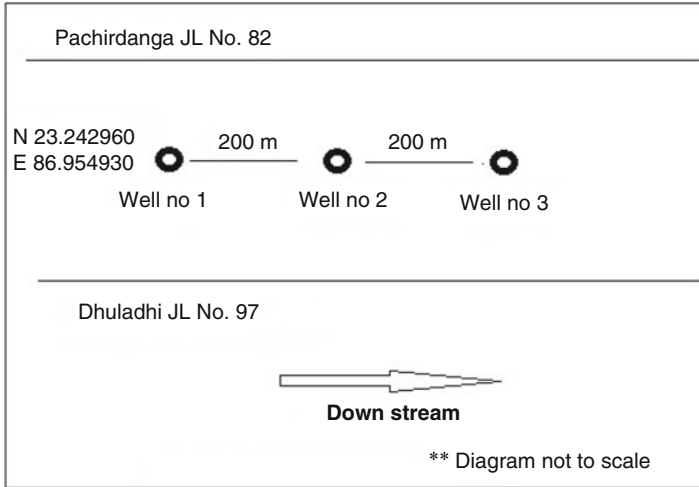 Pachirdanga JL No. 82
N 23.242960
E 86.954930
200 m
200 m
Well no 1
Well no 2
Well no 3
Dhuladhi JL No. 97
Down stream
** Diagram not to scale